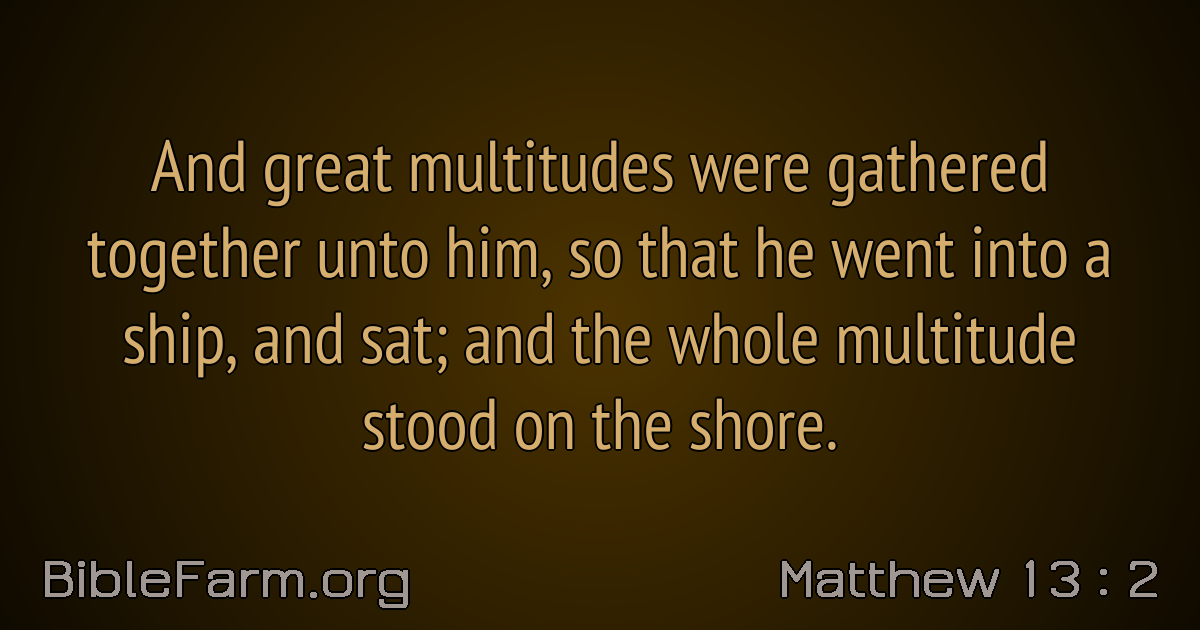 And great multitudes were gathered
together unto him, so that he went into a
ship, and sat; and the whole multitude
stood on the shore.
BibleFarm.org
Matthew 13 : 2